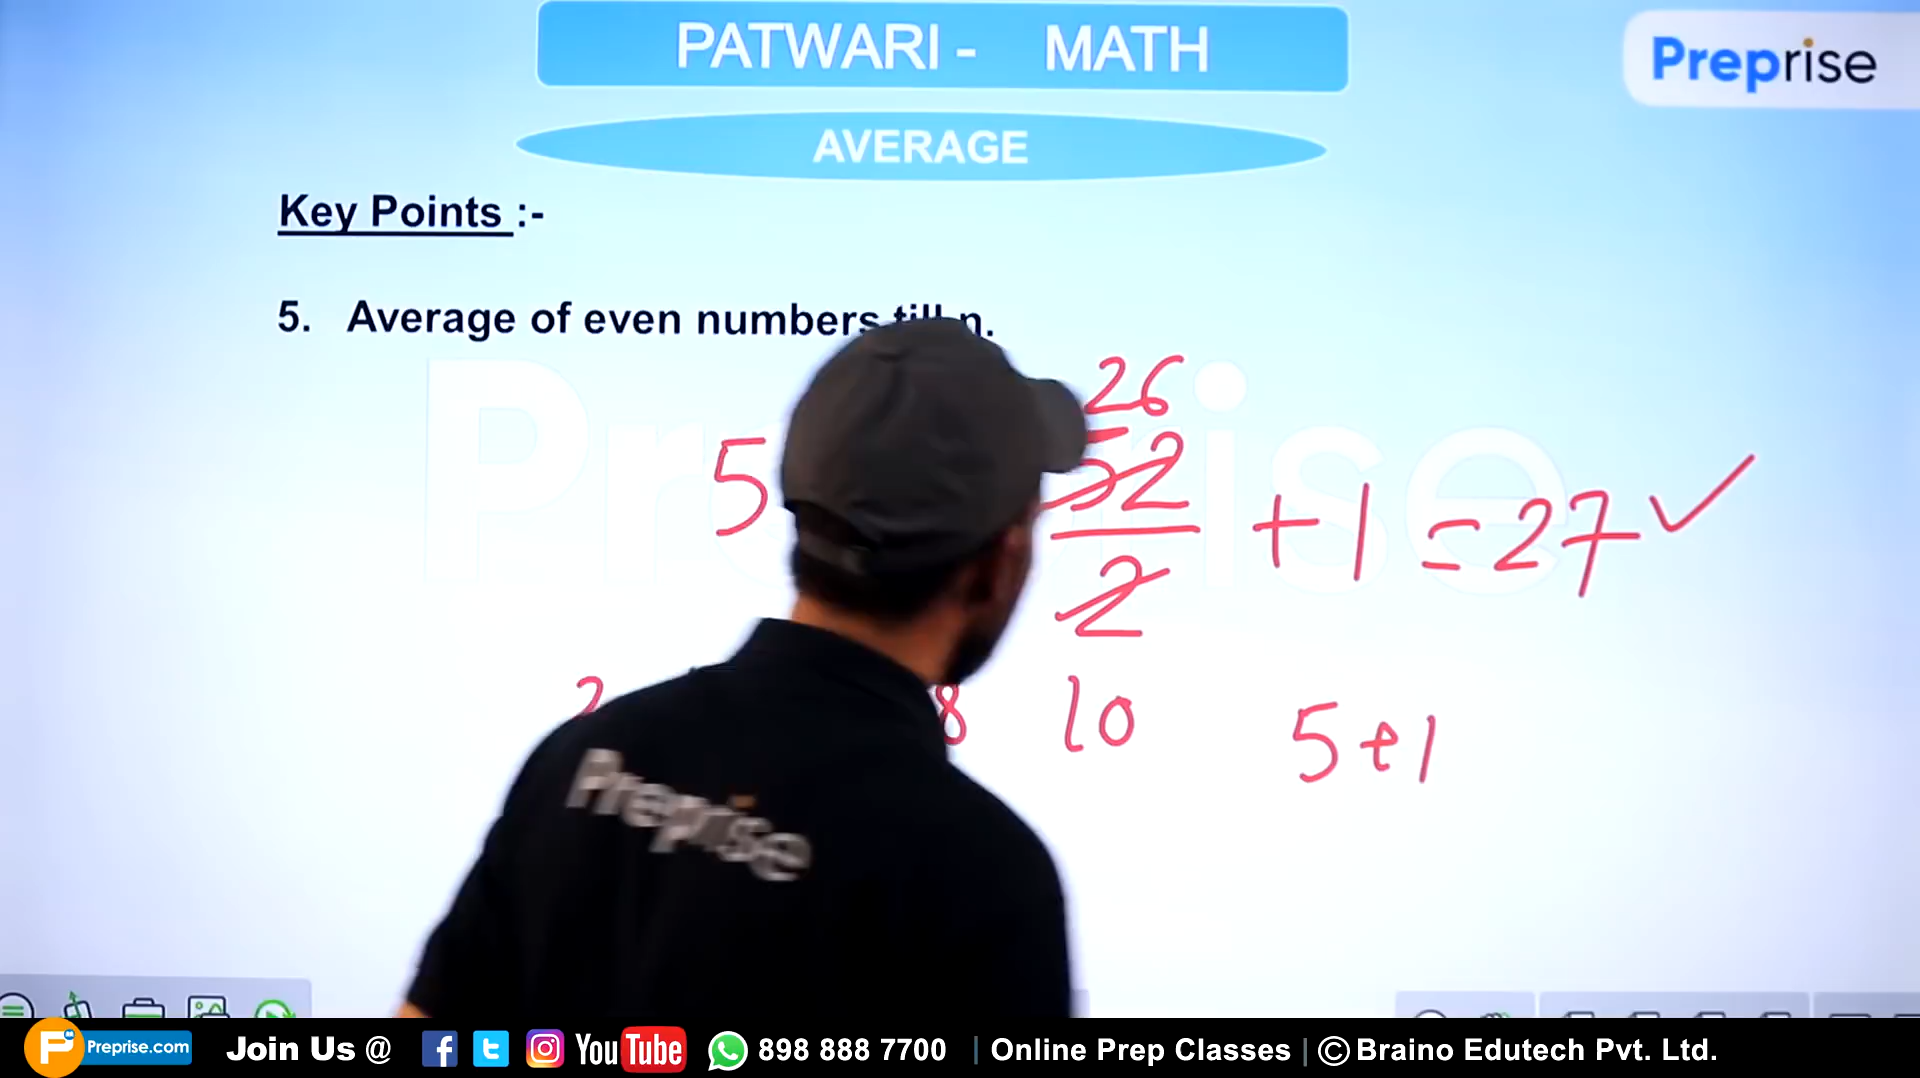 PATWARI - MATH
Preprise
AVERAGE
Key Points :-
5. Average of even numbers till n.
26
5 52 + 1 = 27 ✓
2
2 8 10 5 + 1
Preprise
Preprise
Preprise.com Join Us @ YouTube 898 888 7700 | Online Prep Classes | © Braino Edutech Pvt. Ltd.